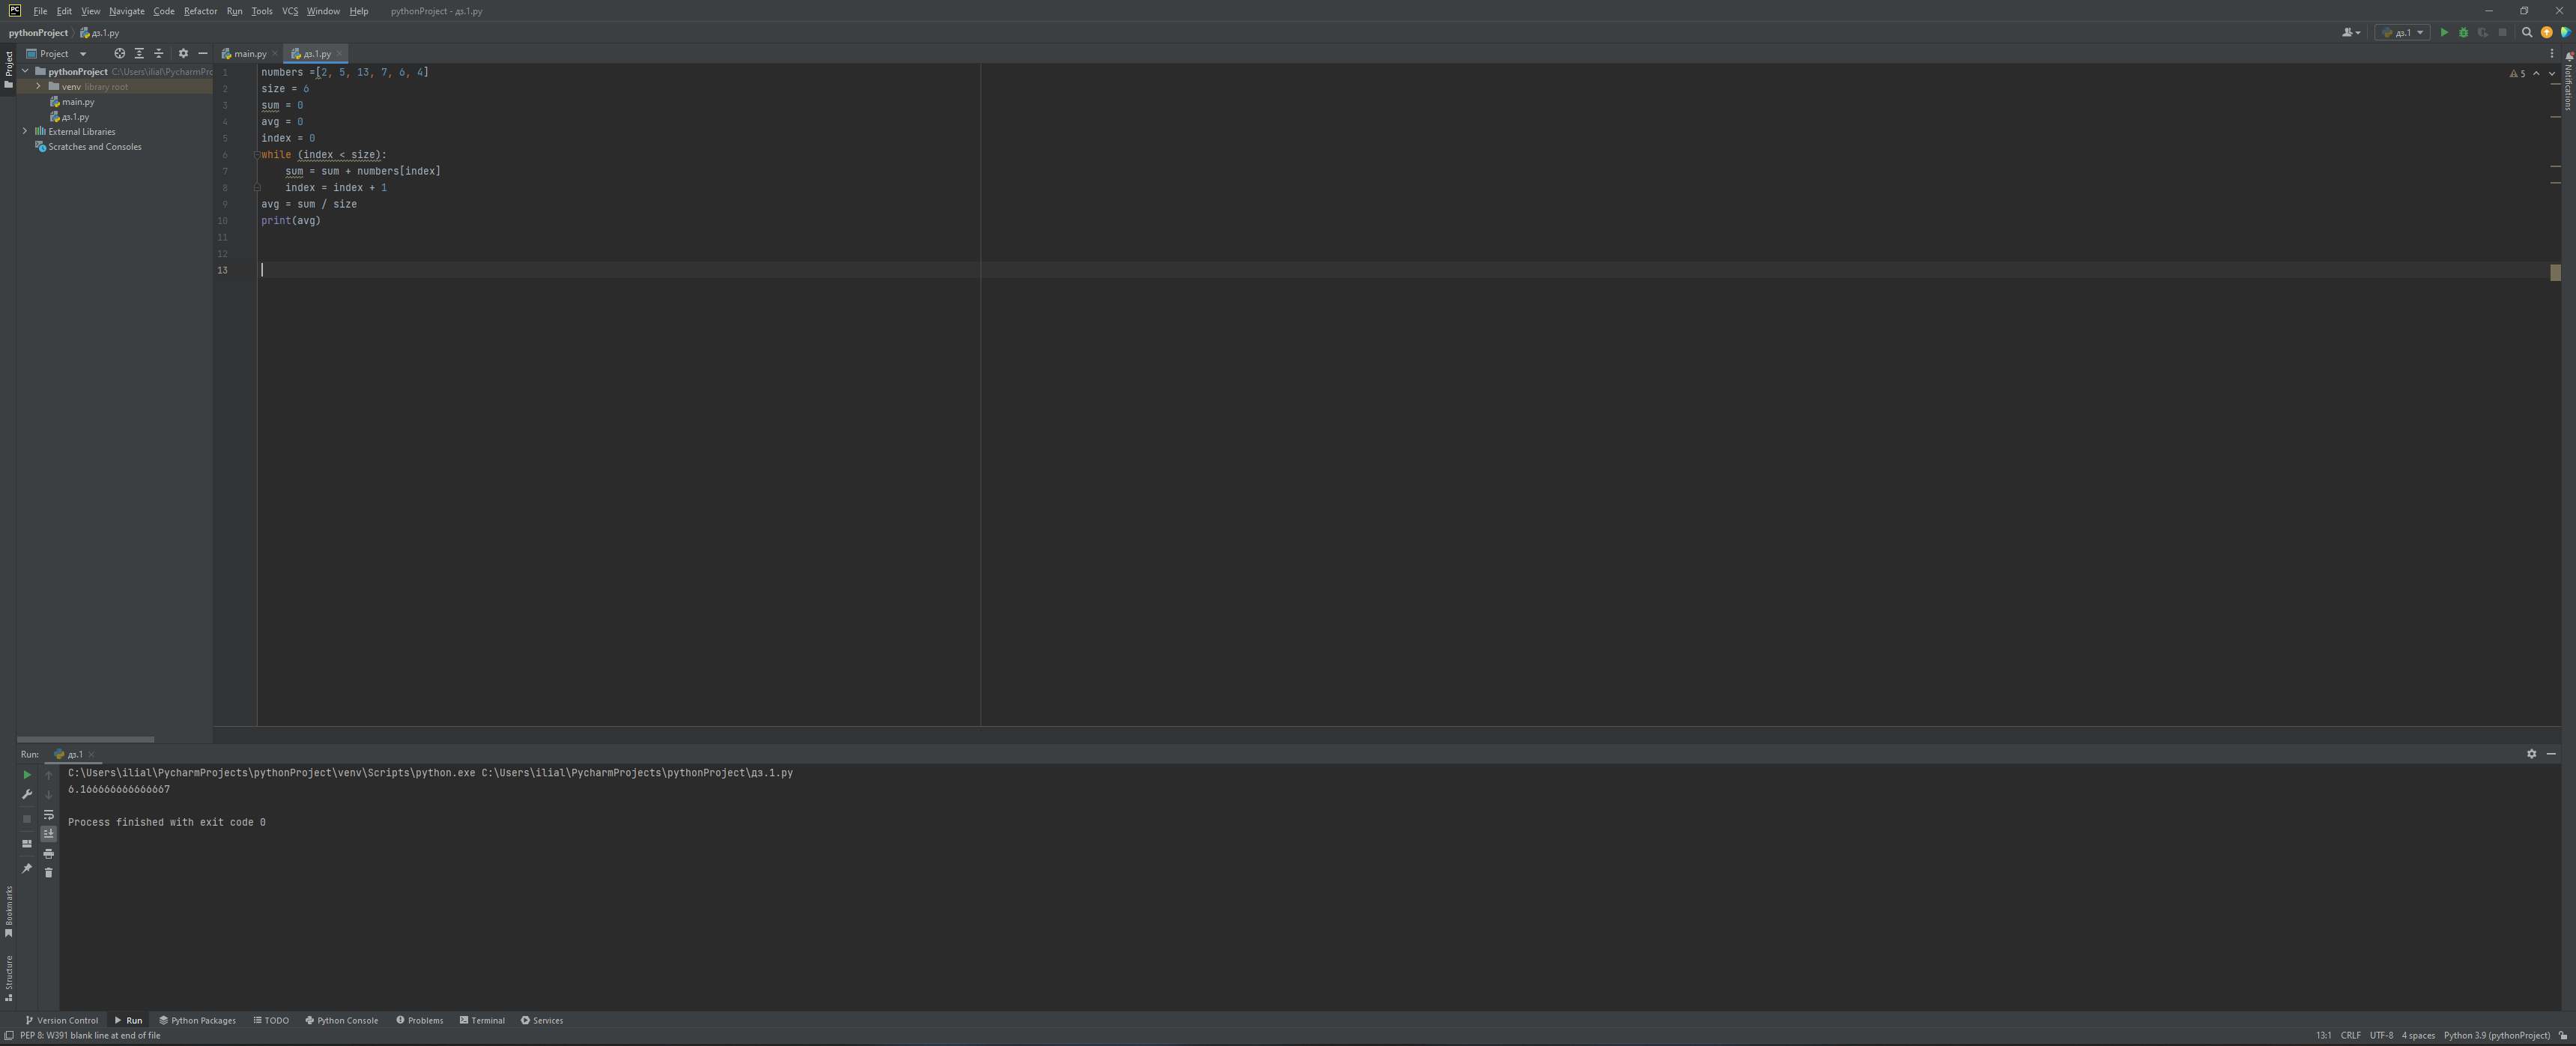 File Edit View Navigate Code Refactor Run Tools VCS Window Help pythonProject - дз.1.py
pythonProject дз.1.py дз.1
Project
Project main.py дз.1.py
Notifications
pythonProject C:\Users\ilial\PycharmPro
venv library root
main.py
дз.1.py
External Libraries
Scratches and Consoles
1 numbers =[2, 5, 13, 7, 6, 4]
2 size = 6
3 sum = 0
4 avg = 0
5 index = 0
6 while (index < size):
7 sum = sum + numbers[index]
8 index = index + 1
9 avg = sum / size
10 print(avg)
11
12
13
5
Run: дз.1
C:\Users\ilial\PycharmProjects\pythonProject\venv\Scripts\python.exe C:\Users\ilial\PycharmProjects\pythonProject\дз.1.py
6.166666666666667
Process finished with exit code 0
Bookmarks
Structure
Version Control Run Python Packages TODO Python Console Problems Terminal Services
PEP 8: W391 blank line at end of file 13:1 CRLF UTF-8 4 spaces Python 3.9 (pythonProject)